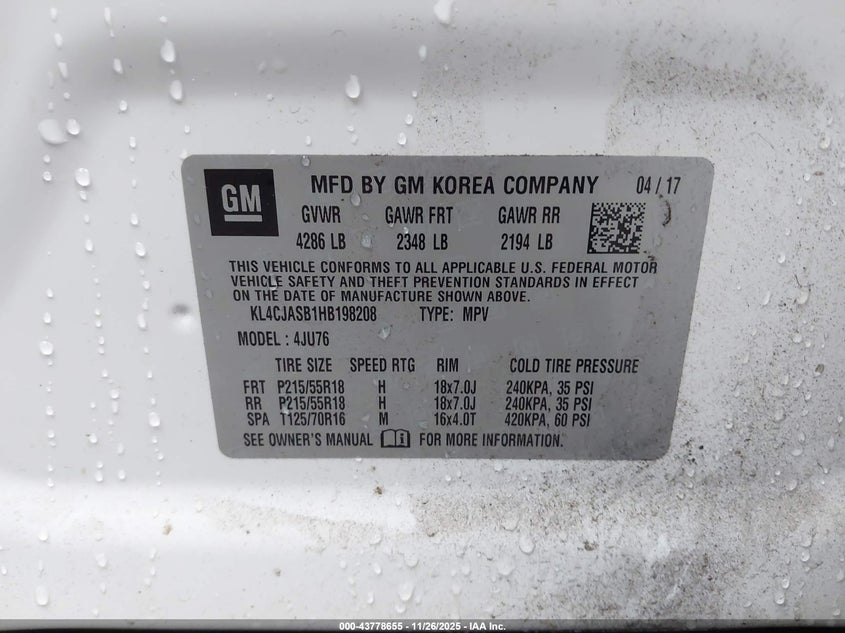 GM
MFD BY GM KOREA COMPANY 04 / 17
GVWR GAWR FRT GAWR RR
4286 LB 2348 LB 2194 LB
THIS VEHICLE CONFORMS TO ALL APPLICABLE U.S. FEDERAL MOTOR
VEHICLE SAFETY AND THEFT PREVENTION STANDARDS IN EFFECT
ON THE DATE OF MANUFACTURE SHOWN ABOVE.
KL4CJASB1HB198208 TYPE: MPV
MODEL : 4JU76
TIRE SIZE SPEED RTG RIM COLD TIRE PRESSURE
FRT P215/55R18 H 18x7.0J 240KPA, 35 PSI
RR P215/55R18 H 18x7.0J 240KPA, 35 PSI
SPA T125/70R16 M 16x4.0T 420KPA, 60 PSI
SEE OWNER'S MANUAL FOR MORE INFORMATION.
000-43778655 - 11/26/2025 - IAA Inc.